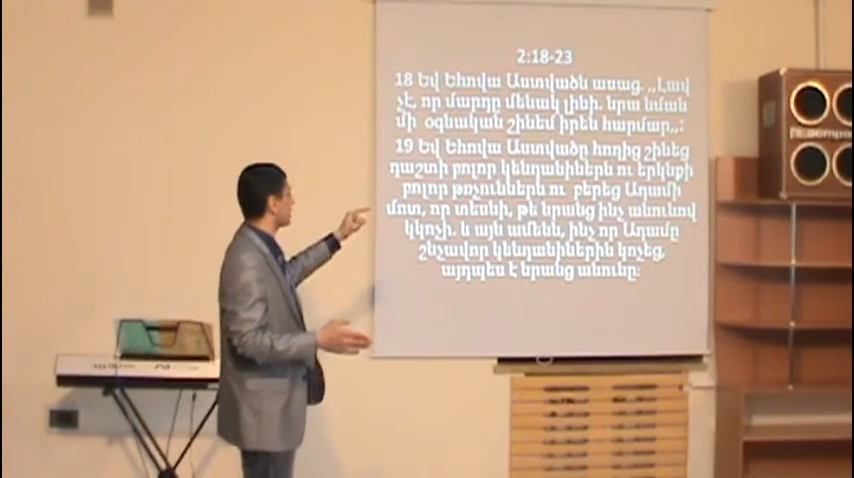 2:18-23
18 Եվ Եհովա Աստվածն ասաց. ,,Լավ
չէ, որ մարդը մենակ լինի. նրա նման
մի օգնական շինեմ իրեն հարմար,,:
19 Եվ Եհովա Աստվածը հողից շինեց
դաշտի բոլոր կենդանիներն ու երկնքի
բոլոր թռչուններն ու բերեց Ադամի
մոտ, որ տեսնի, թե նրանց ինչ անունով
կկոչի. և այն ամենն, ինչ որ Ադամը
շնչավոր կենդանիներին կոչեց,
այդպես է նրանց անունը: